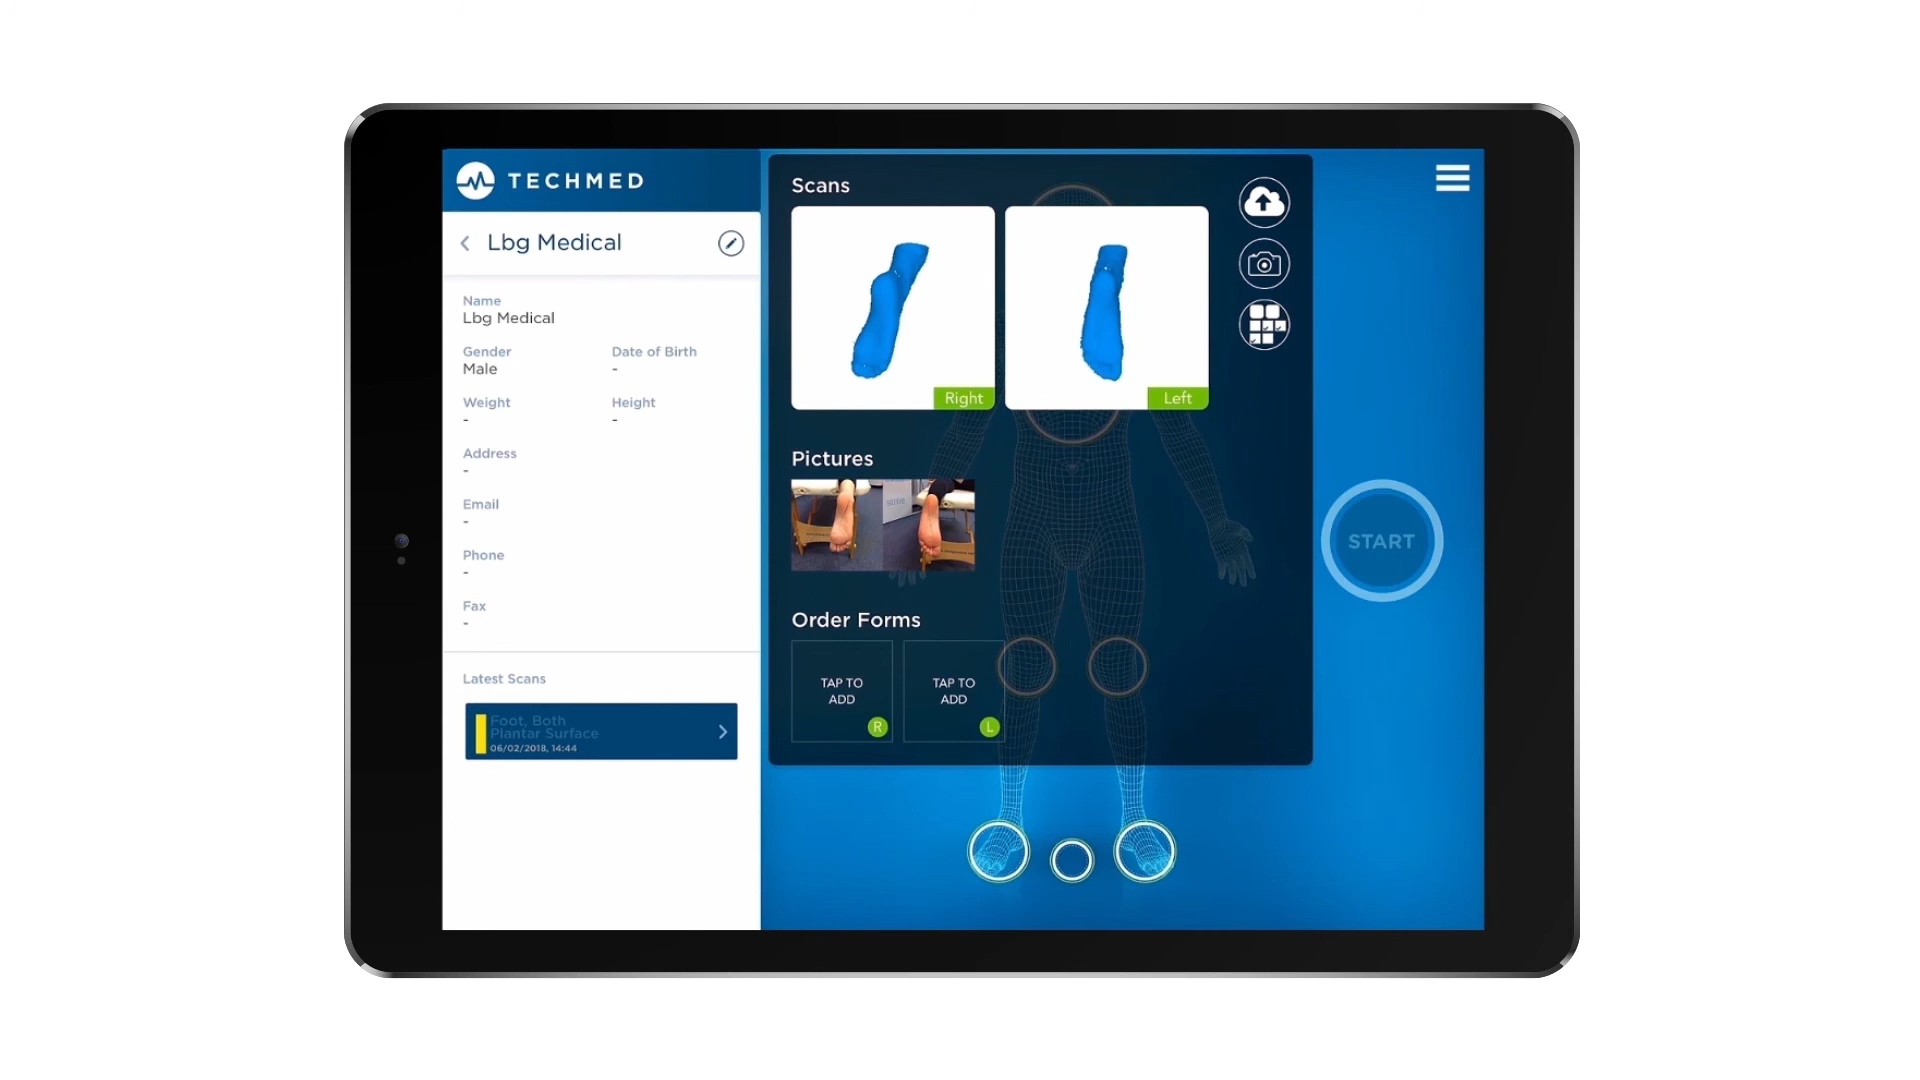 TECHMED
Lbg Medical
Name
Lbg Medical
Gender
Male
Date of Birth
-
Weight
-
Height
-
Address
-
Email
-
Phone
-
Fax
-
Latest Scans
Foot, Both
Plantar Surface
06/02/2018, 14:44
Scans
Right
Left
Pictures
Order Forms
TAP TO
ADD
R
TAP TO
ADD
L
START